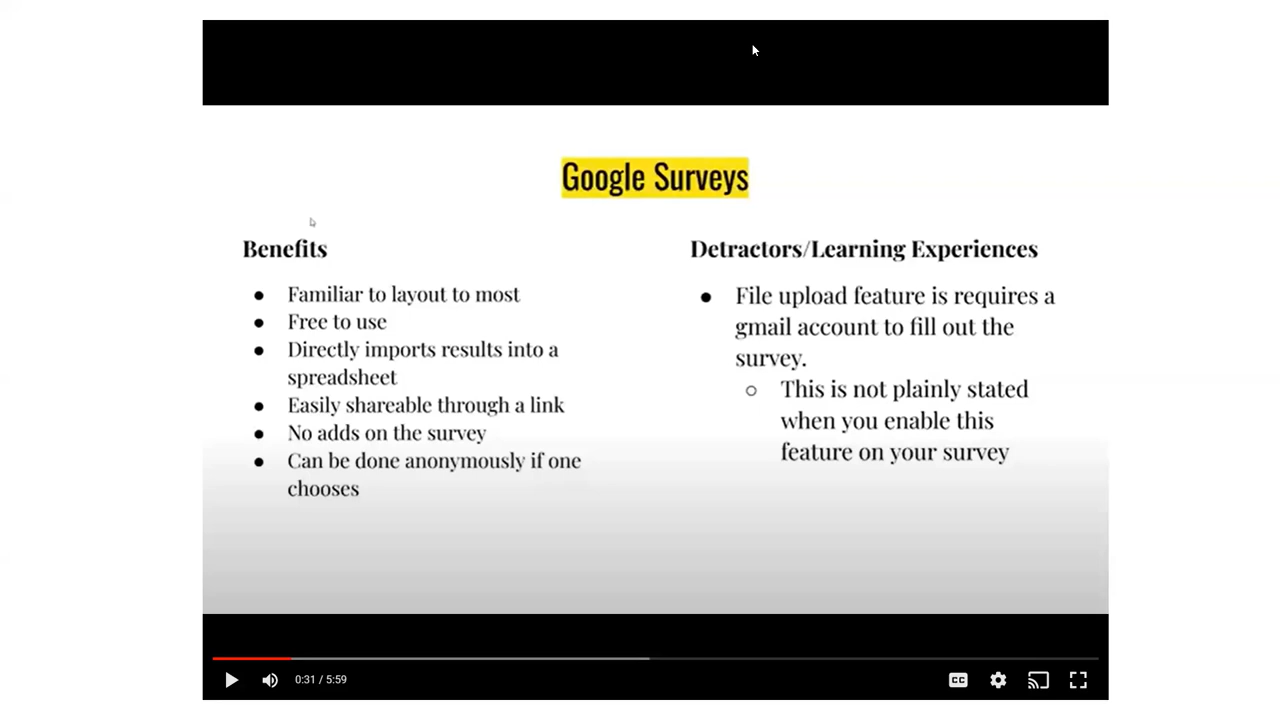 Google Surveys
Benefits
● Familiar to layout to most
● Free to use
● Directly imports results into a
spreadsheet
● Easily shareable through a link
● No adds on the survey
● Can be done anonymously if one
chooses
Detractors/Learning Experiences
● File upload feature is requires a
gmail account to fill out the
survey.
○ This is not plainly stated
when you enable this
feature on your survey
0:31 / 5:59
CC